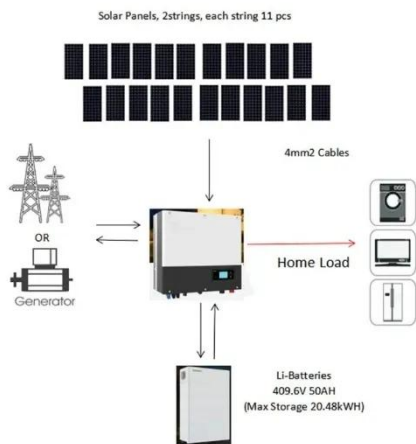 Solar Panels, 2strings, each string 11 pcs
4mm2 Cables
OR
Generator
Home Load
Li-Batteries
409.6V 50AH
(Max Storage 20.48kWH)